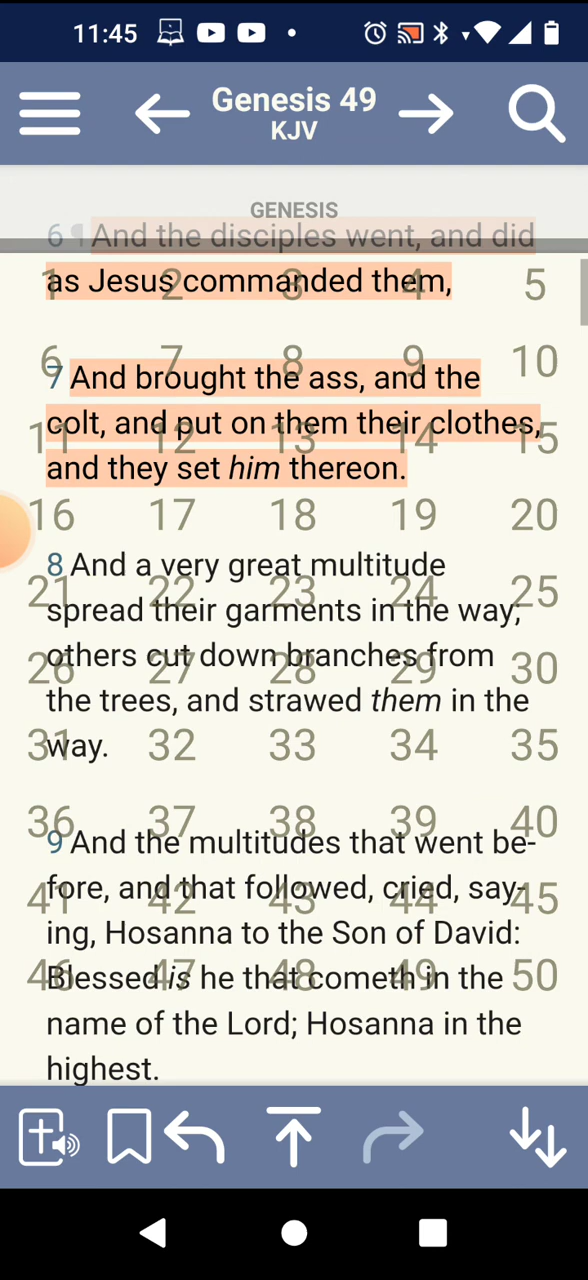 11:45
Genesis 49
KJV
GENESIS
6 ¶ And the disciples went, and did
as Jesus commanded them,
1 2 3 4 5
6 7 8 9 10
7 And brought the ass, and the
colt, and put on them their clothes,
11 12 13 14 15
and they set him thereon.
16 17 18 19 20
8 And a very great multitude
21 22 23 24 25
spread their garments in the way;
others cut down branches from
26 27 28 29 30
the trees, and strawed them in the
way.
31 32 33 34 35
36 37 38 39 40
9 And the multitudes that went be-
fore, and that followed, cried, say-
41 42 43 44 45
ing, Hosanna to the Son of David:
Blessed is he that cometh in the
46 47 48 49 50
name of the Lord; Hosanna in the
highest.